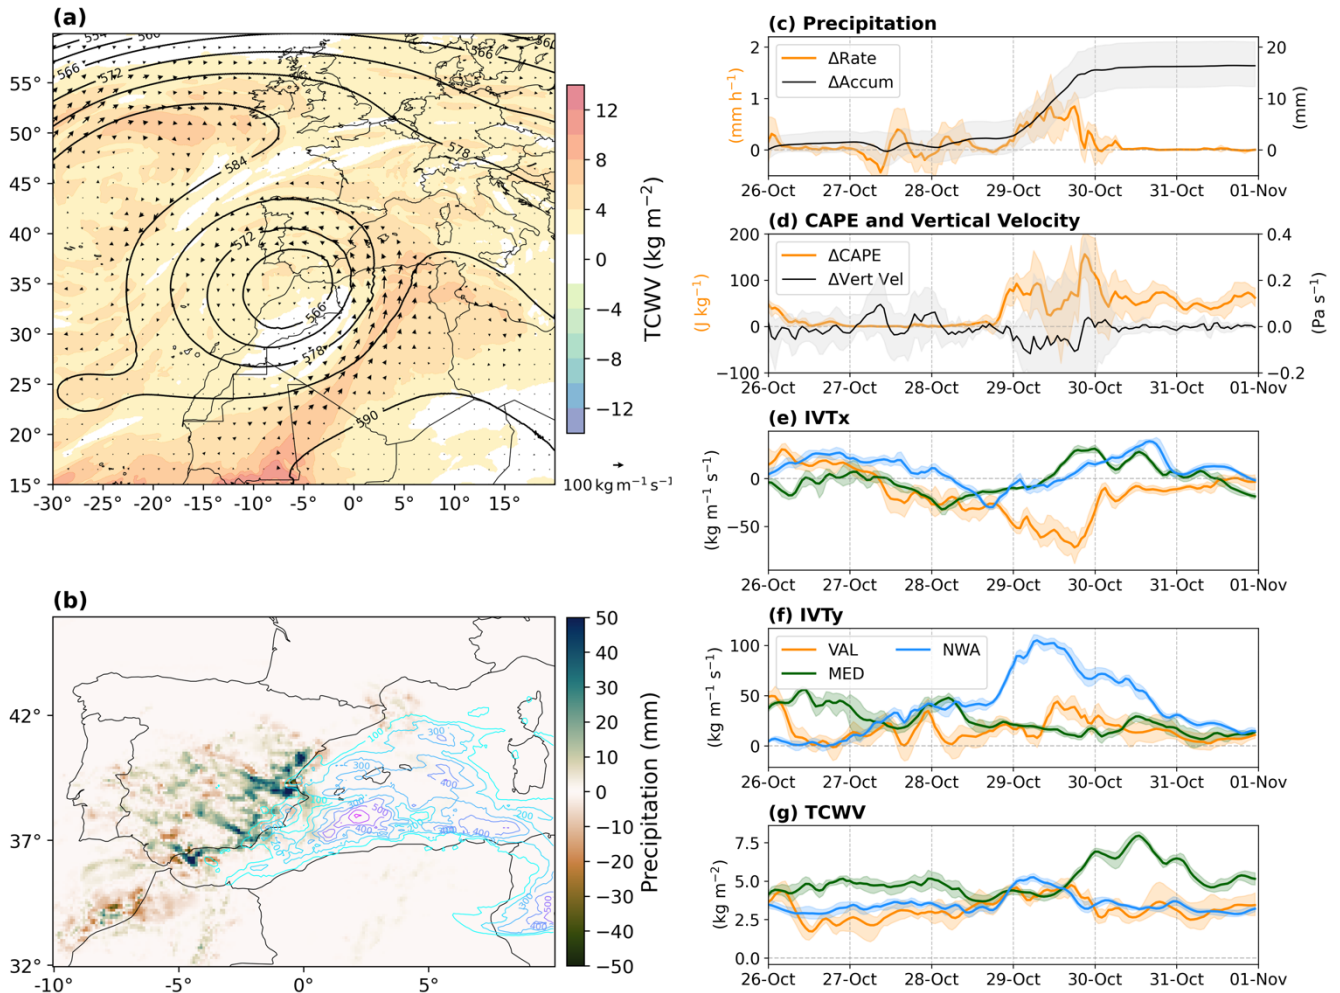 (a)
554
560
566
572
584
578
566
572
566
578
590
55°
50°
45°
40°
35°
30°
25°
20°
15°
-30 -25 -20 -15 -10 -5 0 5 10 15
12
8
4
0
−4
−8
−12
TCWV (kg m−2)
100 kg m−1 s−1
(b)
42°
37°
32°
-10 -5° 0° 5°
100
300
300
400
100
500
400
400
50
40
30
20
10
0
−10
−20
−30
−40
−50
Precipitation (mm)
(c) Precipitation
ΔRate
ΔAccum
2
1
0
(mm h−1)
20
10
0
(mm)
26-Oct 27-Oct 28-Oct 29-Oct 30-Oct 31-Oct 01-Nov
(d) CAPE and Vertical Velocity
ΔCAPE
ΔVert Vel
200
100
0
−100
(J kg−1)
0.4
0.2
0.0
−0.2
(Pa s−1)
26-Oct 27-Oct 28-Oct 29-Oct 30-Oct 31-Oct 01-Nov
(e) IVTx
0
−50
(kg m−1 s−1)
26-Oct 27-Oct 28-Oct 29-Oct 30-Oct 31-Oct 01-Nov
(f) IVTy
VAL NWA
MED
100
50
0
(kg m−1 s−1)
26-Oct 27-Oct 28-Oct 29-Oct 30-Oct 31-Oct 01-Nov
(g) TCWV
7.5
5.0
2.5
0.0
(kg m−2)
26-Oct 27-Oct 28-Oct 29-Oct 30-Oct 31-Oct 01-Nov